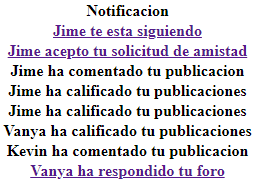 Notificacion
Jime te esta siguiendo
Jime acepto tu solicitud de amistad
Jime ha comentado tu publicacion
Jime ha calificado tu publicaciones
Jime ha calificado tu publicaciones
Vanya ha calificado tu publicaciones
Kevin ha comentado tu publicacion
Vanya ha respondido tu foro